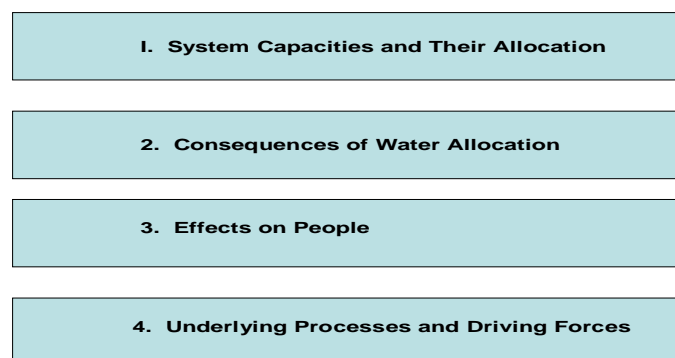 I. System Capacities and Their Allocation
2. Consequences of Water Allocation
3. Effects on People
4. Underlying Processes and Driving Forces